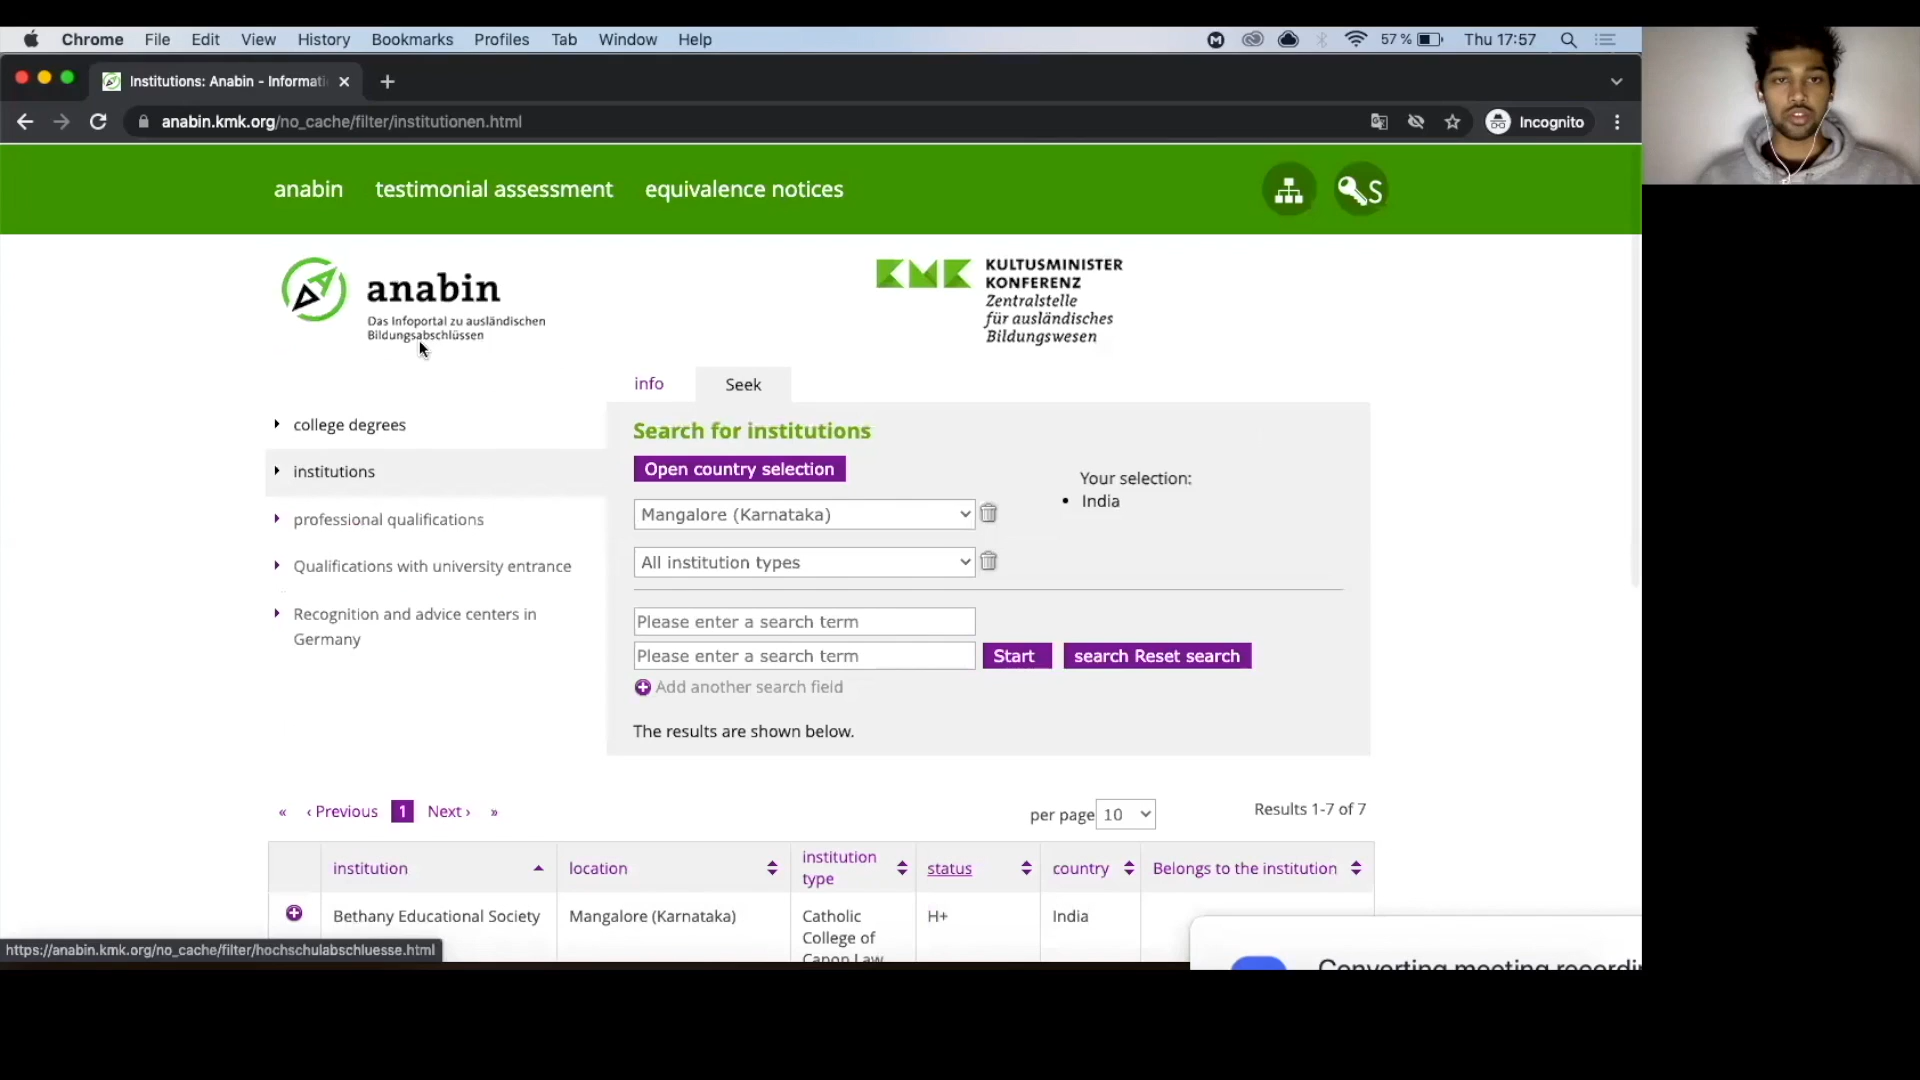 Chrome File Edit View History Bookmarks Profiles Tab Window Help 57 % Thu 17:57
Institutions: Anabin - Informati
anabin.kmk.org/no_cache/filter/institutionen.html Incognito
anabin testimonial assessment equivalence notices S
anabin
Das Infoportal zu ausländischen
Bildungsabschlüssen
KMK KULTUSMINISTER
KONFERENZ
Zentralstelle
für ausländisches
Bildungswesen
info Seek
college degrees
institutions
professional qualifications
Qualifications with university entrance
Recognition and advice centers in
Germany
Search for institutions
Open country selection
Your selection:
• India
Mangalore (Karnataka)
All institution types
Please enter a search term
Please enter a search term Start search Reset search
Add another search field
The results are shown below.
« ‹ Previous 1 Next › » per page 10 Results 1-7 of 7
institution location institution
type status country Belongs to the institution
Bethany Educational Society Mangalore (Karnataka) Catholic
College of
Canon Law H+ India
https://anabin.kmk.org/no_cache/filter/hochschulabschluesse.html
Converting meeting recordi